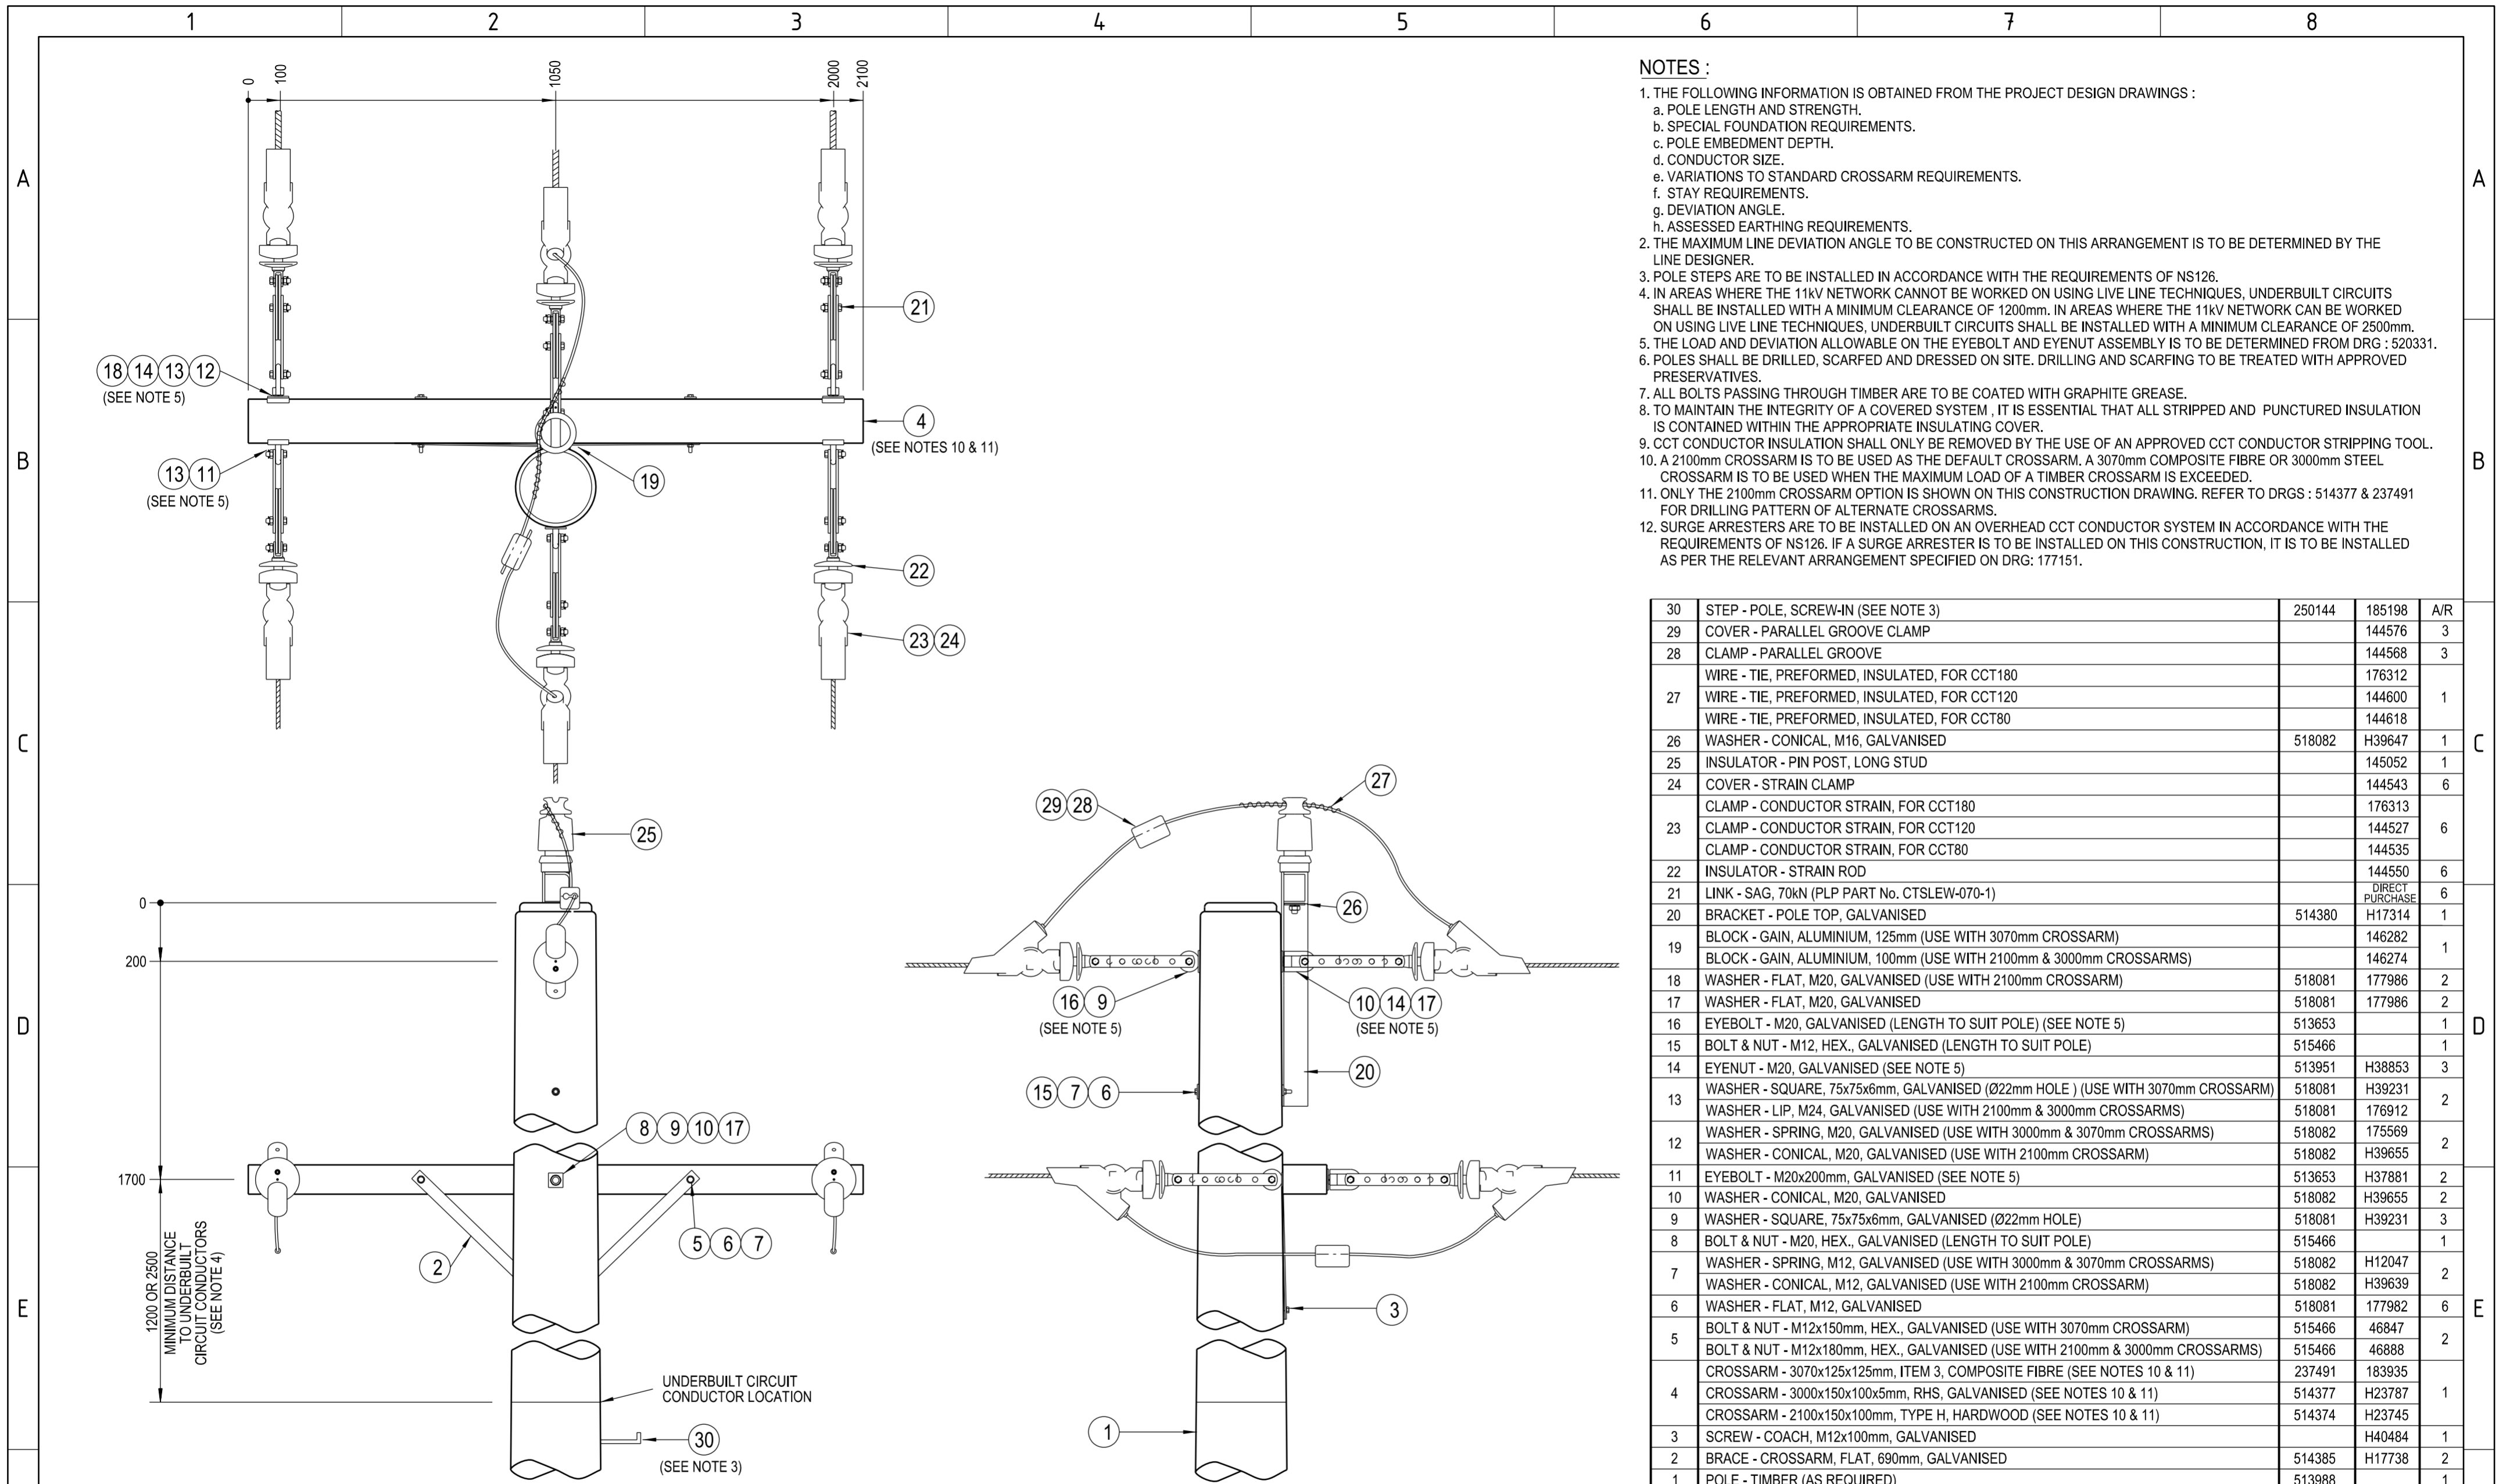 1 2 3 4 5 6 7 8
A
B
C
D
E
A
B
C
D
E
0
100
1050
2000
2100
21
18 14 13 12
(SEE NOTE 5)
4
(SEE NOTES 10 & 11)
13 11
(SEE NOTE 5)
19
22
23 24
25
0
200
1700
1200 OR 2500
MINIMUM DISTANCE
TO UNDERBUILT
CIRCUIT CONDUCTORS
(SEE NOTE 4)
8 9 10 17
5 6 7
2
UNDERBUILT CIRCUIT
CONDUCTOR LOCATION
30
(SEE NOTE 3)
27
29 28
26
16 9
(SEE NOTE 5)
10 14 17
(SEE NOTE 5)
20
15 7 6
3
1
NOTES :
1. THE FOLLOWING INFORMATION IS OBTAINED FROM THE PROJECT DESIGN DRAWINGS :
a. POLE LENGTH AND STRENGTH.
b. SPECIAL FOUNDATION REQUIREMENTS.
c. POLE EMBEDMENT DEPTH.
d. CONDUCTOR SIZE.
e. VARIATIONS TO STANDARD CROSSARM REQUIREMENTS.
f. STAY REQUIREMENTS.
g. DEVIATION ANGLE.
h. ASSESSED EARTHING REQUIREMENTS.
2. THE MAXIMUM LINE DEVIATION ANGLE TO BE CONSTRUCTED ON THIS ARRANGEMENT IS TO BE DETERMINED BY THE
LINE DESIGNER.
3. POLE STEPS ARE TO BE INSTALLED IN ACCORDANCE WITH THE REQUIREMENTS OF NS126.
4. IN AREAS WHERE THE 11kV NETWORK CANNOT BE WORKED ON USING LIVE LINE TECHNIQUES, UNDERBUILT CIRCUITS
SHALL BE INSTALLED WITH A MINIMUM CLEARANCE OF 1200mm. IN AREAS WHERE THE 11kV NETWORK CAN BE WORKED
ON USING LIVE LINE TECHNIQUES, UNDERBUILT CIRCUITS SHALL BE INSTALLED WITH A MINIMUM CLEARANCE OF 2500mm.
5. THE LOAD AND DEVIATION ALLOWABLE ON THE EYEBOLT AND EYENUT ASSEMBLY IS TO BE DETERMINED FROM DRG : 520331.
6. POLES SHALL BE DRILLED, SCARFED AND DRESSED ON SITE. DRILLING AND SCARFING TO BE TREATED WITH APPROVED
PRESERVATIVES.
7. ALL BOLTS PASSING THROUGH TIMBER ARE TO BE COATED WITH GRAPHITE GREASE.
8. TO MAINTAIN THE INTEGRITY OF A COVERED SYSTEM , IT IS ESSENTIAL THAT ALL STRIPPED AND PUNCTURED INSULATION
IS CONTAINED WITHIN THE APPROPRIATE INSULATING COVER.
9. CCT CONDUCTOR INSULATION SHALL ONLY BE REMOVED BY THE USE OF AN APPROVED CCT CONDUCTOR STRIPPING TOOL.
10. A 2100mm CROSSARM IS TO BE USED AS THE DEFAULT CROSSARM. A 3070mm COMPOSITE FIBRE OR 3000mm STEEL
CROSSARM IS TO BE USED WHEN THE MAXIMUM LOAD OF A TIMBER CROSSARM IS EXCEEDED.
11. ONLY THE 2100mm CROSSARM OPTION IS SHOWN ON THIS CONSTRUCTION DRAWING. REFER TO DRGS : 514377 & 237491
FOR DRILLING PATTERN OF ALTERNATE CROSSARMS.
12. SURGE ARRESTERS ARE TO BE INSTALLED ON AN OVERHEAD CCT CONDUCTOR SYSTEM IN ACCORDANCE WITH THE
REQUIREMENTS OF NS126. IF A SURGE ARRESTER IS TO BE INSTALLED ON THIS CONSTRUCTION, IT IS TO BE INSTALLED
AS PER THE RELEVANT ARRANGEMENT SPECIFIED ON DRG: 177151.
30 STEP - POLE, SCREW-IN (SEE NOTE 3) 250144 185198 A/R
29 COVER - PARALLEL GROOVE CLAMP 144576 3
28 CLAMP - PARALLEL GROOVE 144568 3
WIRE - TIE, PREFORMED, INSULATED, FOR CCT180 176312
27 WIRE - TIE, PREFORMED, INSULATED, FOR CCT120 144600 1
WIRE - TIE, PREFORMED, INSULATED, FOR CCT80 144618
26 WASHER - CONICAL, M16, GALVANISED 518082 H39647 1
25 INSULATOR - PIN POST, LONG STUD 145052 1
24 COVER - STRAIN CLAMP 144543 6
CLAMP - CONDUCTOR STRAIN, FOR CCT180 176313
23 CLAMP - CONDUCTOR STRAIN, FOR CCT120 144527 6
CLAMP - CONDUCTOR STRAIN, FOR CCT80 144535
22 INSULATOR - STRAIN ROD 144550 6
21 LINK - SAG, 70kN (PLP PART No. CTSLEW-070-1) DIRECT PURCHASE 6
20 BRACKET - POLE TOP, GALVANISED 514380 H17314 1
19 BLOCK - GAIN, ALUMINIUM, 125mm (USE WITH 3070mm CROSSARM) 146282 1
BLOCK - GAIN, ALUMINIUM, 100mm (USE WITH 2100mm & 3000mm CROSSARMS) 146274
18 WASHER - FLAT, M20, GALVANISED (USE WITH 2100mm CROSSARM) 518081 177986 2
17 WASHER - FLAT, M20, GALVANISED 518081 177986 2
16 EYEBOLT - M20, GALVANISED (LENGTH TO SUIT POLE) (SEE NOTE 5) 513653 1
15 BOLT & NUT - M12, HEX., GALVANISED (LENGTH TO SUIT POLE) 515466 1
14 EYENUT - M20, GALVANISED (SEE NOTE 5) 513951 H38853 3
13 WASHER - SQUARE, 75x75x6mm, GALVANISED (Ø22mm HOLE ) (USE WITH 3070mm CROSSARM) 518081 H39231 2
WASHER - LIP, M24, GALVANISED (USE WITH 2100mm & 3000mm CROSSARMS) 518081 176912
12 WASHER - SPRING, M20, GALVANISED (USE WITH 3000mm & 3070mm CROSSARMS) 518082 175569 2
WASHER - CONICAL, M20, GALVANISED (USE WITH 2100mm CROSSARM) 518082 H39655
11 EYEBOLT - M20x200mm, GALVANISED (SEE NOTE 5) 513653 H37881 2
10 WASHER - CONICAL, M20, GALVANISED 518082 H39655 2
9 WASHER - SQUARE, 75x75x6mm, GALVANISED (Ø22mm HOLE) 518081 H39231 3
8 BOLT & NUT - M20, HEX., GALVANISED (LENGTH TO SUIT POLE) 515466 1
7 WASHER - SPRING, M12, GALVANISED (USE WITH 3000mm & 3070mm CROSSARMS) 518082 H12047 2
WASHER - CONICAL, M12, GALVANISED (USE WITH 2100mm CROSSARM) 518082 H39639
6 WASHER - FLAT, M12, GALVANISED 518081 177982 6
5 BOLT & NUT - M12x150mm, HEX., GALVANISED (USE WITH 3070mm CROSSARM) 515466 46847 2
BOLT & NUT - M12x180mm, HEX., GALVANISED (USE WITH 2100mm & 3000mm CROSSARMS) 515466 46888
CROSSARM - 3070x125x125mm, ITEM 3, COMPOSITE FIBRE (SEE NOTES 10 & 11) 237491 183935
4 CROSSARM - 3000x150x100x5mm, RHS, GALVANISED (SEE NOTES 10 & 11) 514377 H23787 1
CROSSARM - 2100x150x100mm, TYPE H, HARDWOOD (SEE NOTES 10 & 11) 514374 H23745
3 SCREW - COACH, M12x100mm, GALVANISED H40484 1
2 BRACE - CROSSARM, FLAT, 690mm, GALVANISED 514385 H17738 2
1 POLE - TIMBER (AS REQUIRED) 513988 1